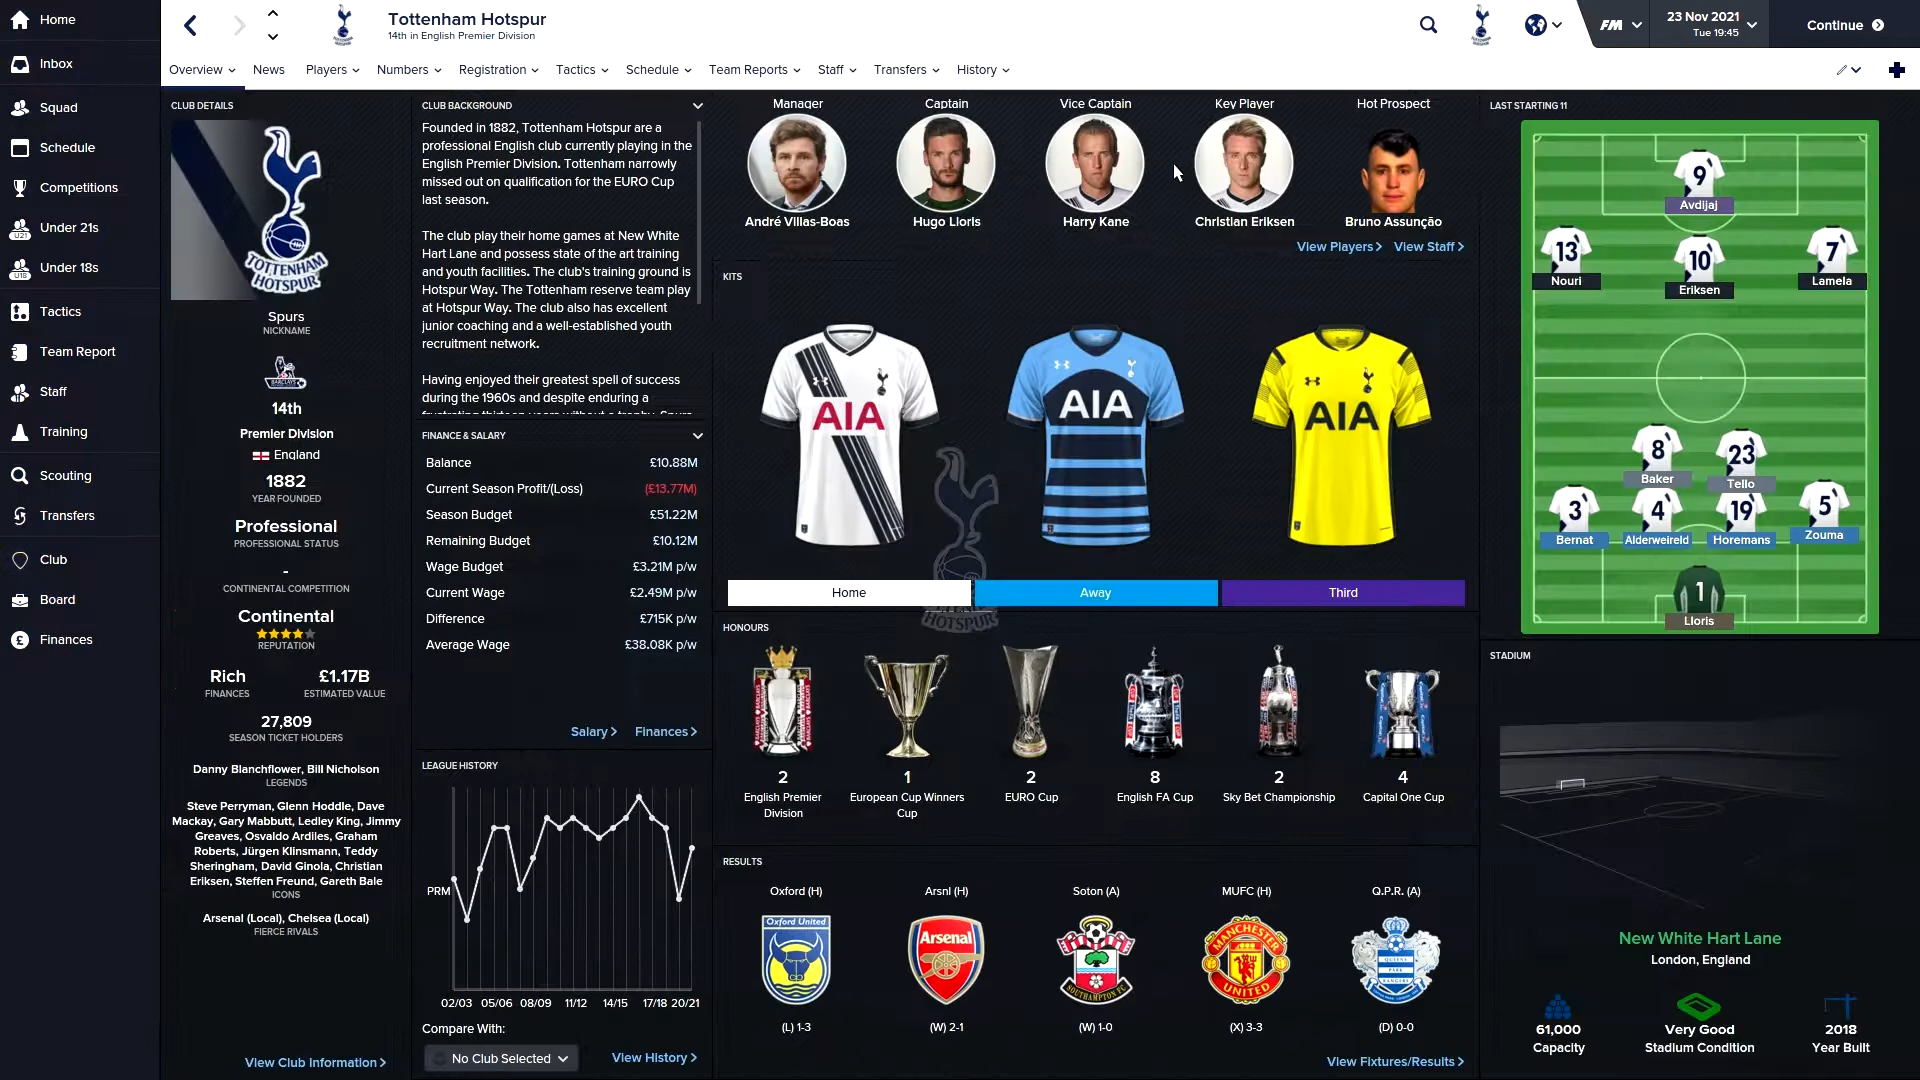 Home
Inbox
Squad
Schedule
Competitions
Under 21s
U21
Under 18s
U18
Tactics
Team Report
Staff
Training
Scouting
Transfers
Club
Board
Finances
Tottenham Hotspur
14th in English Premier Division
FM
23 Nov 2021
Tue 19:45
Continue
Overview
News
Players
Numbers
Registration
Tactics
Schedule
Team Reports
Staff
Transfers
History
CLUB DETAILS
TOTTENHAM
HOTSPUR
Spurs
NICKNAME
BARCLAYS
14th
Premier Division
England
1882
YEAR FOUNDED
Professional
PROFESSIONAL STATUS
-
CONTINENTAL COMPETITION
Continental
REPUTATION
Rich
FINANCES
£1.17B
ESTIMATED VALUE
27,809
SEASON TICKET HOLDERS
Danny Blanchflower, Bill Nicholson
LEGENDS
Steve Perryman, Glenn Hoddle, Dave
Mackay, Gary Mabbutt, Ledley King, Jimmy
Greaves, Osvaldo Ardiles, Graham
Roberts, Jürgen Klinsmann, Teddy
Sheringham, David Ginola, Christian
Eriksen, Steffen Freund, Gareth Bale
ICONS
Arsenal (Local), Chelsea (Local)
FIERCE RIVALS
View Club Information
CLUB BACKGROUND
Founded in 1882, Tottenham Hotspur are a
professional English club currently playing in the
English Premier Division. Tottenham narrowly
missed out on qualification for the EURO Cup
last season.
The club play their home games at New White
Hart Lane and possess state of the art training
and youth facilities. The club's training ground is
Hotspur Way. The Tottenham reserve team play
at Hotspur Way. The club also has excellent
junior coaching and a well-established youth
recruitment network.
Having enjoyed their greatest spell of success
during the 1960s and despite enduring a
FINANCE & SALARY
Balance £10.88M
Current Season Profit/(Loss) (£13.77M)
Season Budget £51.22M
Remaining Budget £10.12M
Wage Budget £3.21M p/w
Current Wage £2.49M p/w
Difference £715K p/w
Average Wage £38.08K p/w
Salary
Finances
LEAGUE HISTORY
PRM
02/03 05/06 08/09 11/12 14/15 17/18 20/21
Compare With:
No Club Selected
View History
Manager
André Villas-Boas
Captain
Hugo Lloris
Vice Captain
Harry Kane
Key Player
Christian Eriksen
Hot Prospect
Bruno Assunção
View Players
View Staff
KITS
AIA
AIA
AIA
HOTSPUR
Home
Away
Third
HONOURS
2
English Premier
Division
1
European Cup Winners
Cup
2
EURO Cup
8
English FA Cup
2
Sky Bet Championship
4
Capital One Cup
RESULTS
Oxford (H)
Oxford United
(L) 1-3
Arsnl (H)
Arsenal
(W) 2-1
Soton (A)
SOUTHAMPTON FC
(W) 1-0
MUFC (H)
MANCHESTER
UNITED
(X) 3-3
Q.P.R. (A)
QUEENS
PARK
RANGERS
(D) 0-0
View Fixtures/Results
LAST STARTING 11
9
Avdijaj
13
Nouri
10
Eriksen
7
Lamela
8
Baker
23
Tello
3
Bernat
4
Alderweireld
19
Horemans
5
Zouma
1
Lloris
STADIUM
New White Hart Lane
London, England
61,000
Capacity
Very Good
Stadium Condition
2018
Year Built